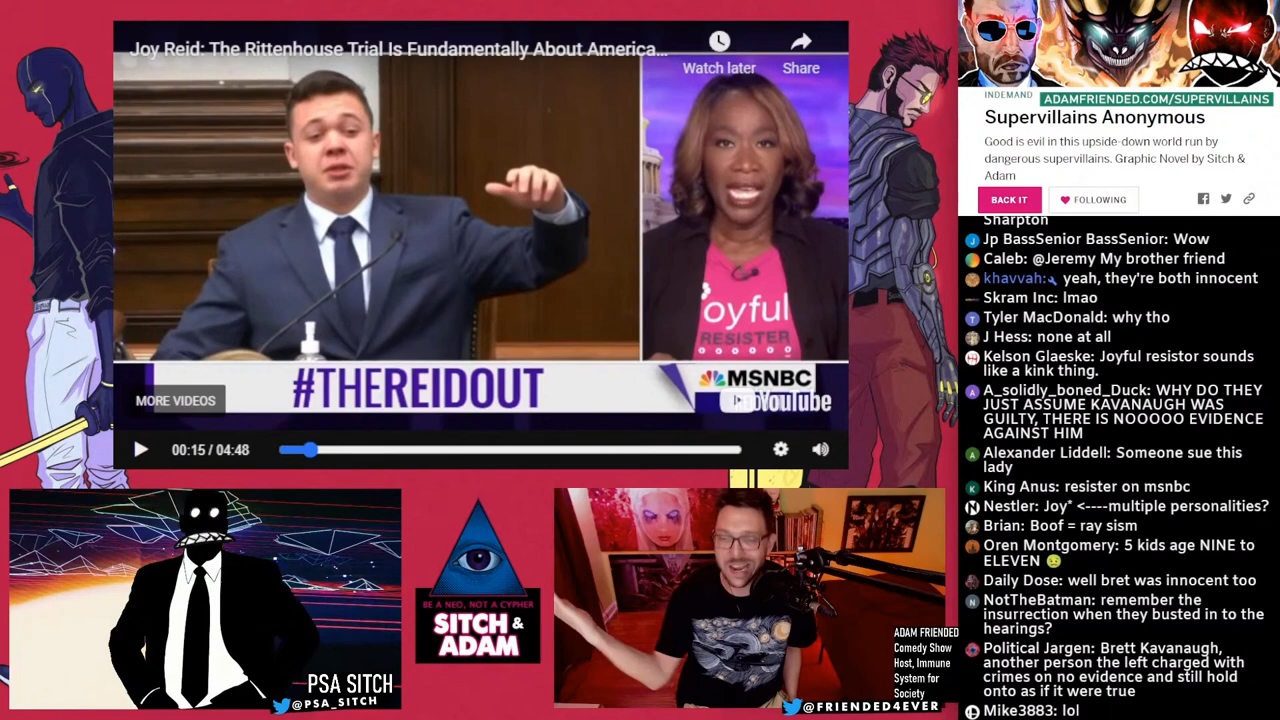 Joy Reid: The Rittenhouse Trial Is Fundamentally About America...
Watch later
Share
Joyful
RESISTER
#THEREIDOUT
MSNBC
YouTube
MORE VIDEOS
00:15 / 04:48
PSA SITCH
@PSA_SITCH
BE A NEO, NOT A CYPHER
SITCH &
ADAM
ADAM FRIENDED
Comedy Show
Host, Immune
System for
Society
@FRIENDED4EVER
INDEMAND
ADAMFRIENDED.COM/SUPERVILLAINS
Supervillains Anonymous
Good is evil in this upside-down world run by
dangerous supervillains. Graphic Novel by Sitch &
Adam
BACK IT
FOLLOWING
Sharpton
Jp BassSenior BassSenior: Wow
Caleb: @Jeremy My brother friend
khavvah: yeah, they're both innocent
Skram Inc: lmao
Tyler MacDonald: why tho
J Hess: none at all
Kelson Glaeske: Joyful resistor sounds
like a kink thing.
A_solidly_boned_Duck: WHY DO THEY
JUST ASSUME KAVANAUGH WAS
GUILTY, THERE IS NOOOOO EVIDENCE
AGAINST HIM
Alexander Liddell: Someone sue this
lady
King Anus: resister on msnbc
Nestler: Joy* <----multiple personalities?
Brian: Boof = ray sism
Oren Montgomery: 5 kids age NINE to
ELEVEN 🤢
Daily Dose: well bret was innocent too
NotTheBatman: remember the
insurrection when they busted in to the
hearings?
Political Jargen: Brett Kavanaugh,
another person the left charged with
crimes on no evidence and still hold
onto as if it were true
Mike3883: lol